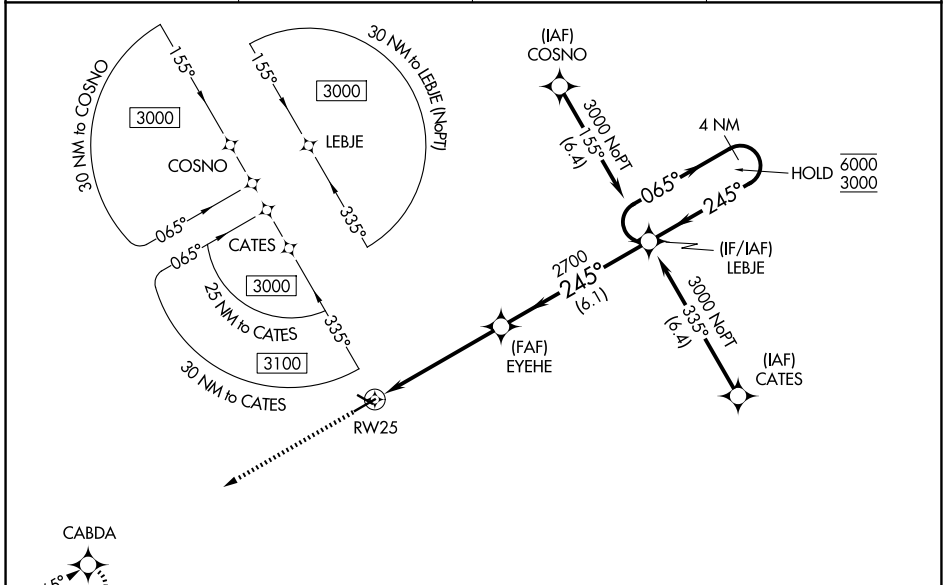 30 NM to COSNO
155°
3000
COSNO
065°
155°
30 NM to LEBJE (NoPT)
3000
LEBJE
335°
065°
CATES
3000
25 NM to CATES
335°
3100
30 NM to CATES
(IAF)
COSNO
3000 NoPT
155°
(6.4)
4 NM
HOLD
6000
3000
065°
245°
(IF/IAF)
LEBJE
2700
245°
(6.1)
3000 NoPT
335°
(6.4)
(FAF)
EYEHE
(IAF)
CATES
RW25
CABDA